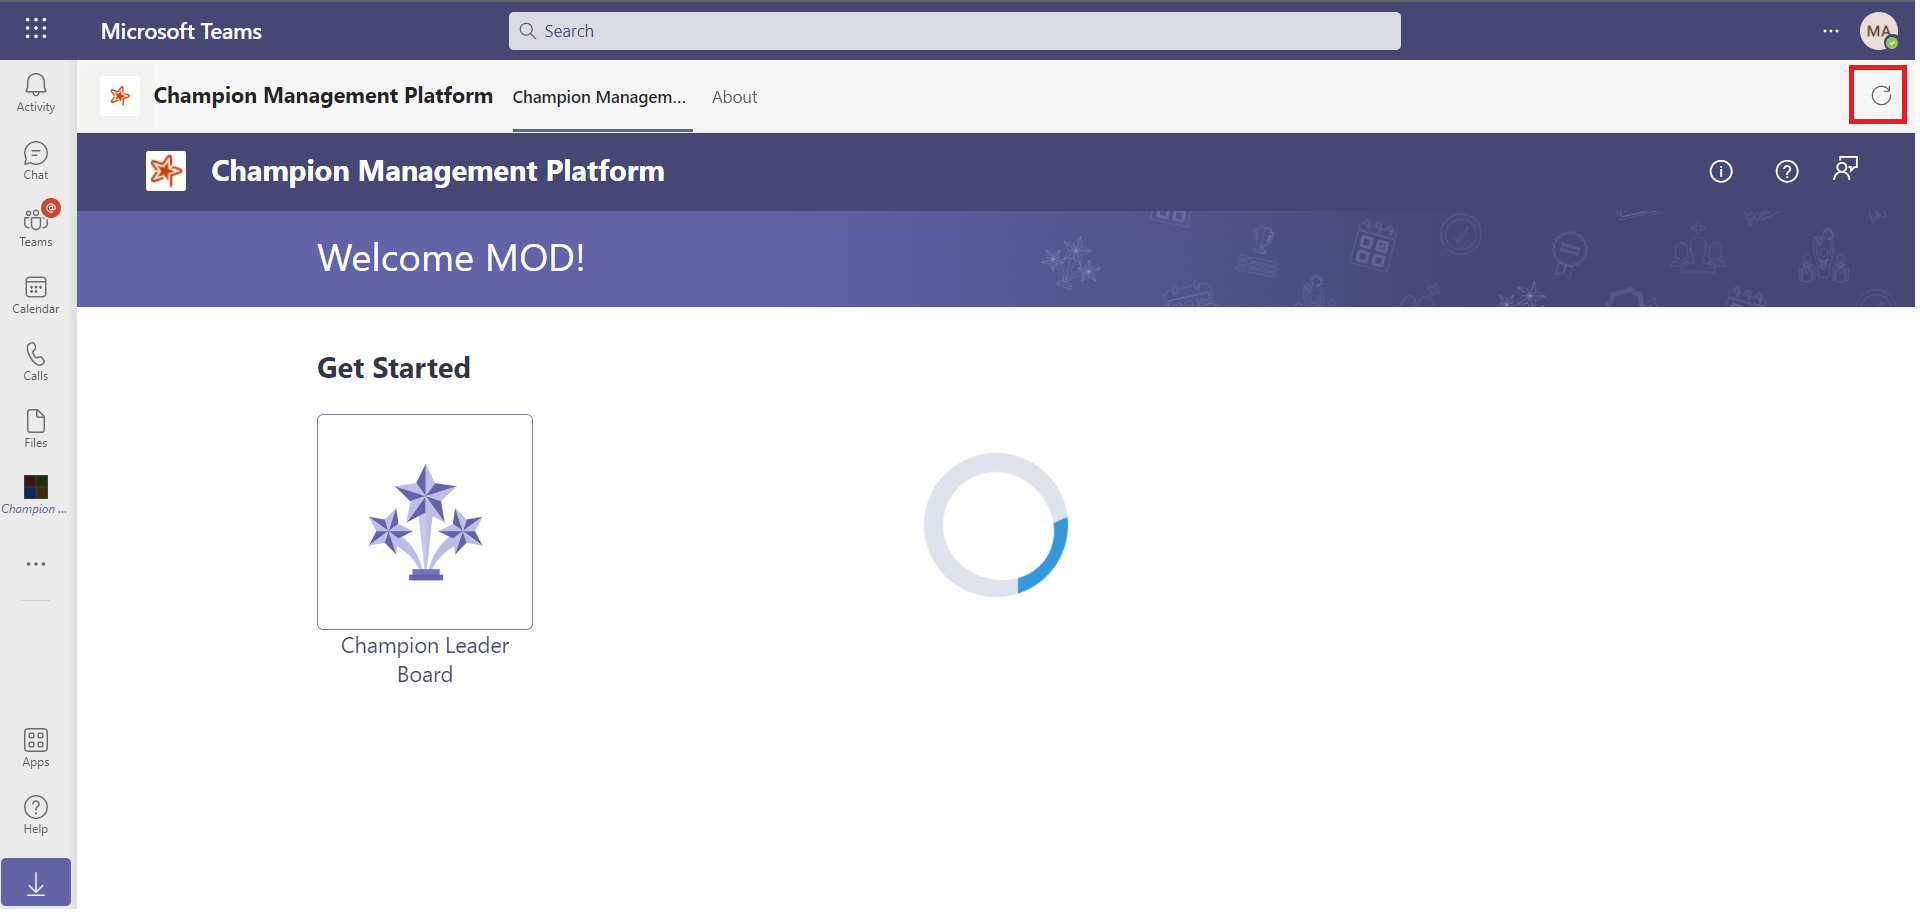 Microsoft Teams
Search
MA
Activity
Chat
Teams
@
Calendar
Calls
Files
Champion ...
Apps
Help
Champion Management Platform
Champion Managem...
About
Champion Management Platform
Welcome MOD!
Get Started
Champion Leader
Board